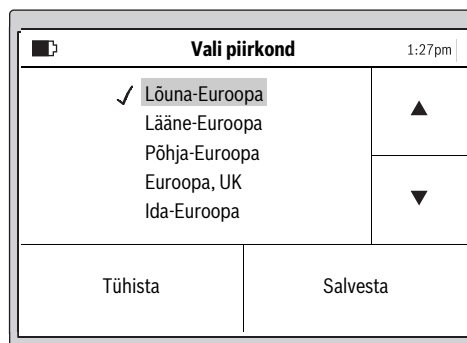 Vali piirkond 1:27pm
Lõuna-Euroopa
Lääne-Euroopa
Põhja-Euroopa
Euroopa, UK
Ida-Euroopa
Tühista Salvesta